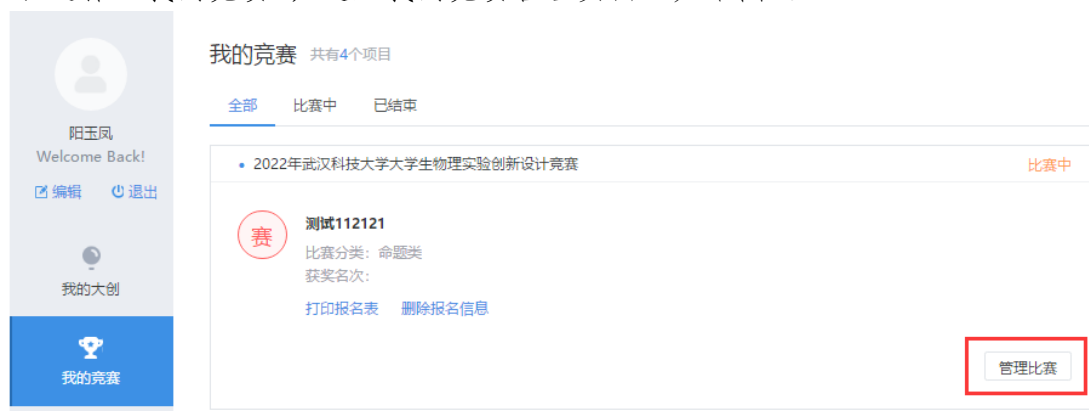 我的竞赛 共有4个项目
全部 比赛中 已结束
阳玉凤
Welcome Back!
编辑 退出
我的大创
我的竞赛
• 2022年武汉科技大学大学生物理实验创新设计竞赛 比赛中
赛
测试112121
比赛分类：命题类
获奖名次：
打印报名表 删除报名信息
管理比赛